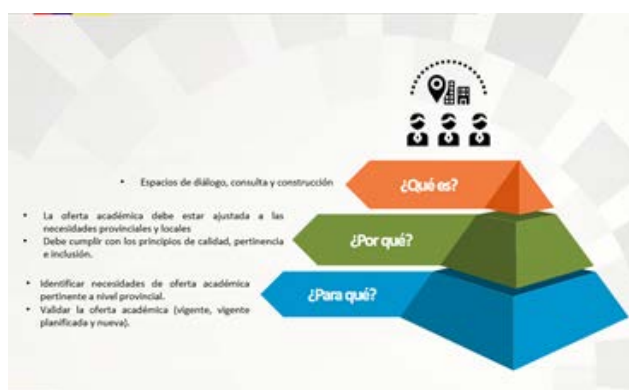 • Espacios de diálogo, consulta y construcción
¿Qué es?
• La oferta académica debe estar ajustada a las
necesidades provinciales y locales
• Debe cumplir con los principios de calidad, pertinencia
e inclusión.
¿Por qué?
• Identificar necesidades de oferta académica
pertinente a nivel provincial.
• Validar la oferta académica (vigente, vigente
planificada y nueva).
¿Para qué?